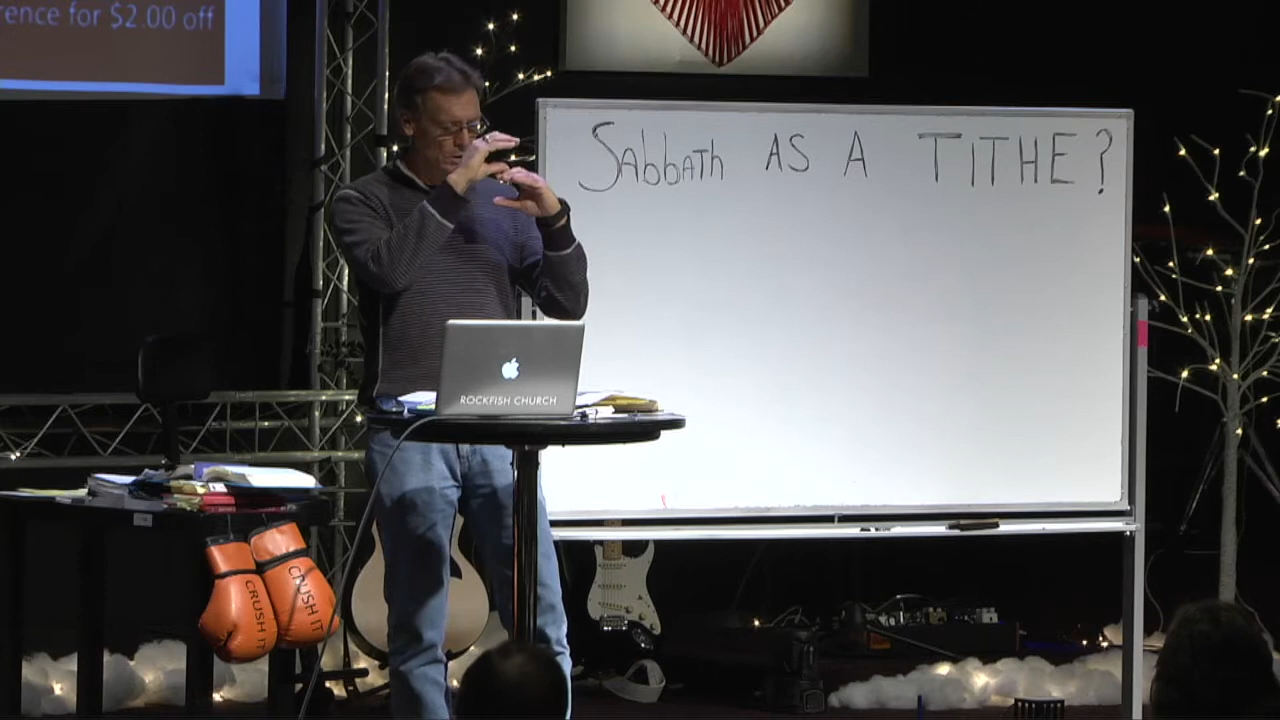 rence for $2.00 off
Sabbath AS A TITHE?
ROCKFISH CHURCH
CRUSH IT
CRUSH IT